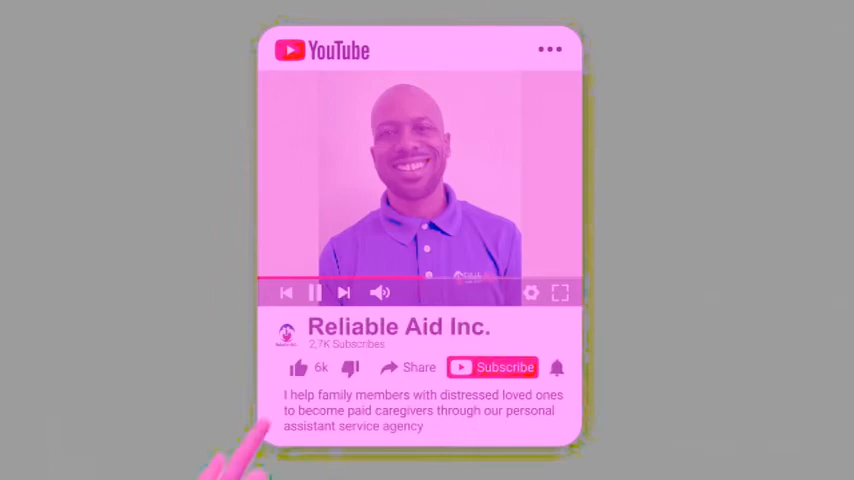 YouTube
Reliable Aid Inc.
2,7K Subscribes
6k
Share
Subscribe
I help family members with distressed loved ones
to become paid caregivers through our personal
assistant service agency